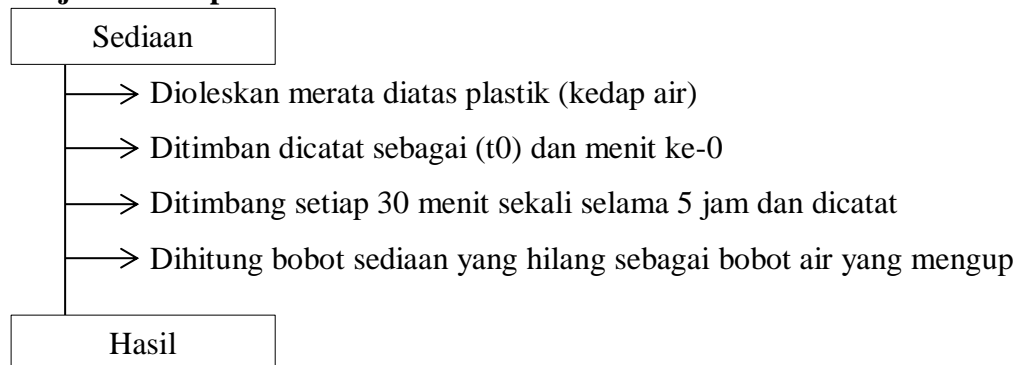 Sediaan
Dioleskan merata diatas plastik (kedap air)
Ditimban dicatat sebagai (t0) dan menit ke-0
Ditimbang setiap 30 menit sekali selama 5 jam dan dicatat
Dihitung bobot sediaan yang hilang sebagai bobot air yang mengup
Hasil